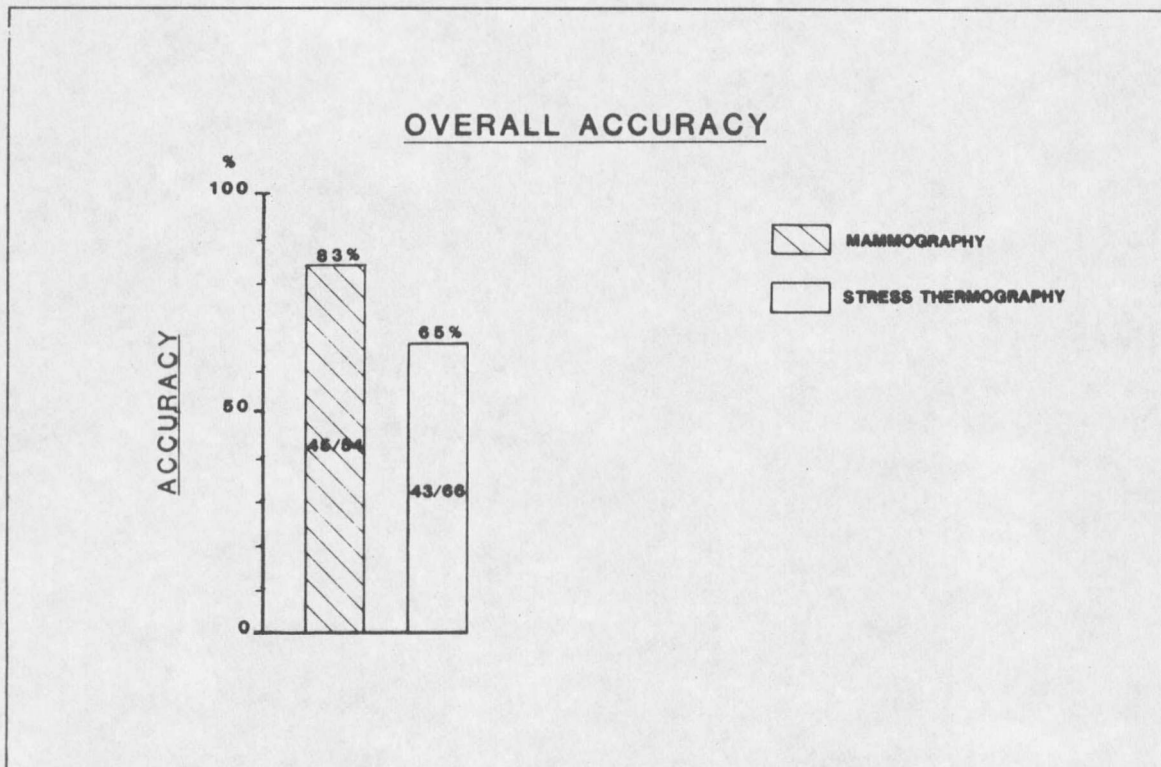 OVERALL ACCURACY
%
100
50
0
ACCURACY
83%
45/54
65%
43/66
MAMMOGRAPHY
STRESS THERMOGRAPHY